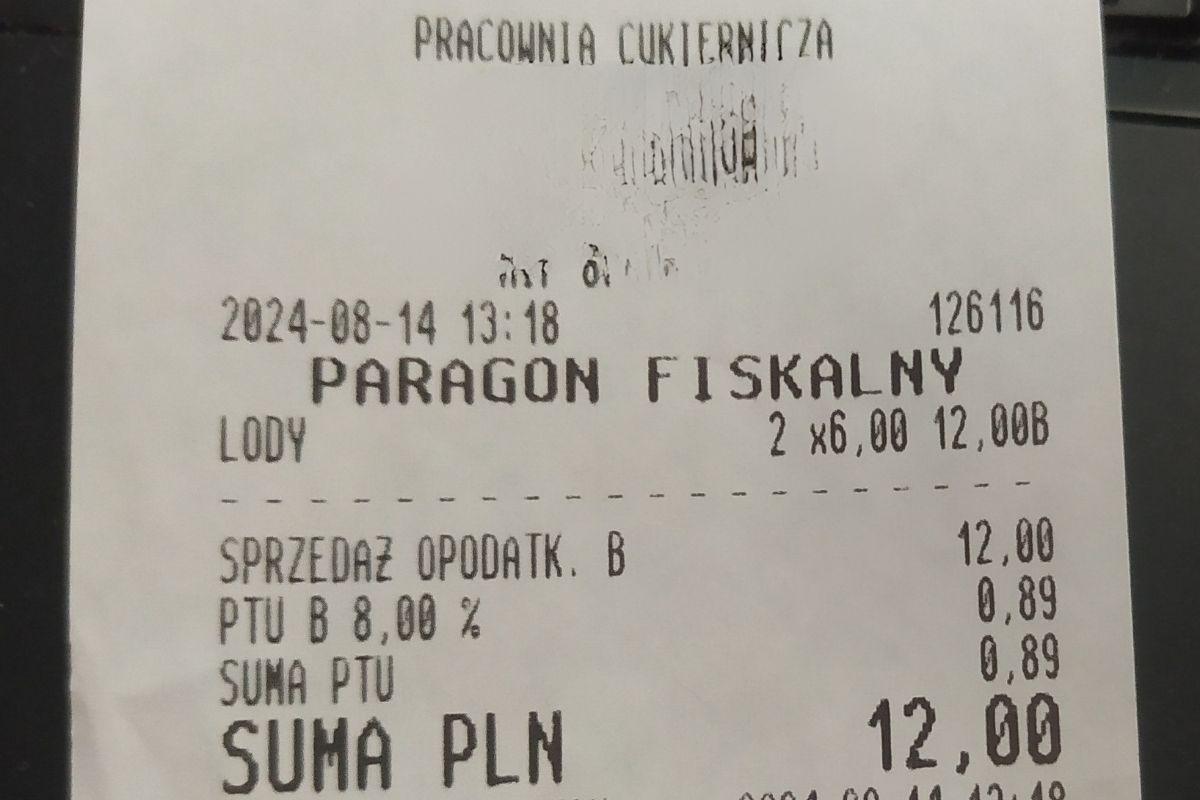 PRACOWNIA CUKIERNICZA
2024-08-14 13:18 126116
PARAGON FISKALNY
LODY 2 x6,00 12,00B
- - - - - - - - - - - - - - - - - - -
SPRZEDAŻ OPODATK. B 12,00
PTU B 8,00 % 0,89
SUMA PTU 0,89
SUMA PLN 12,00